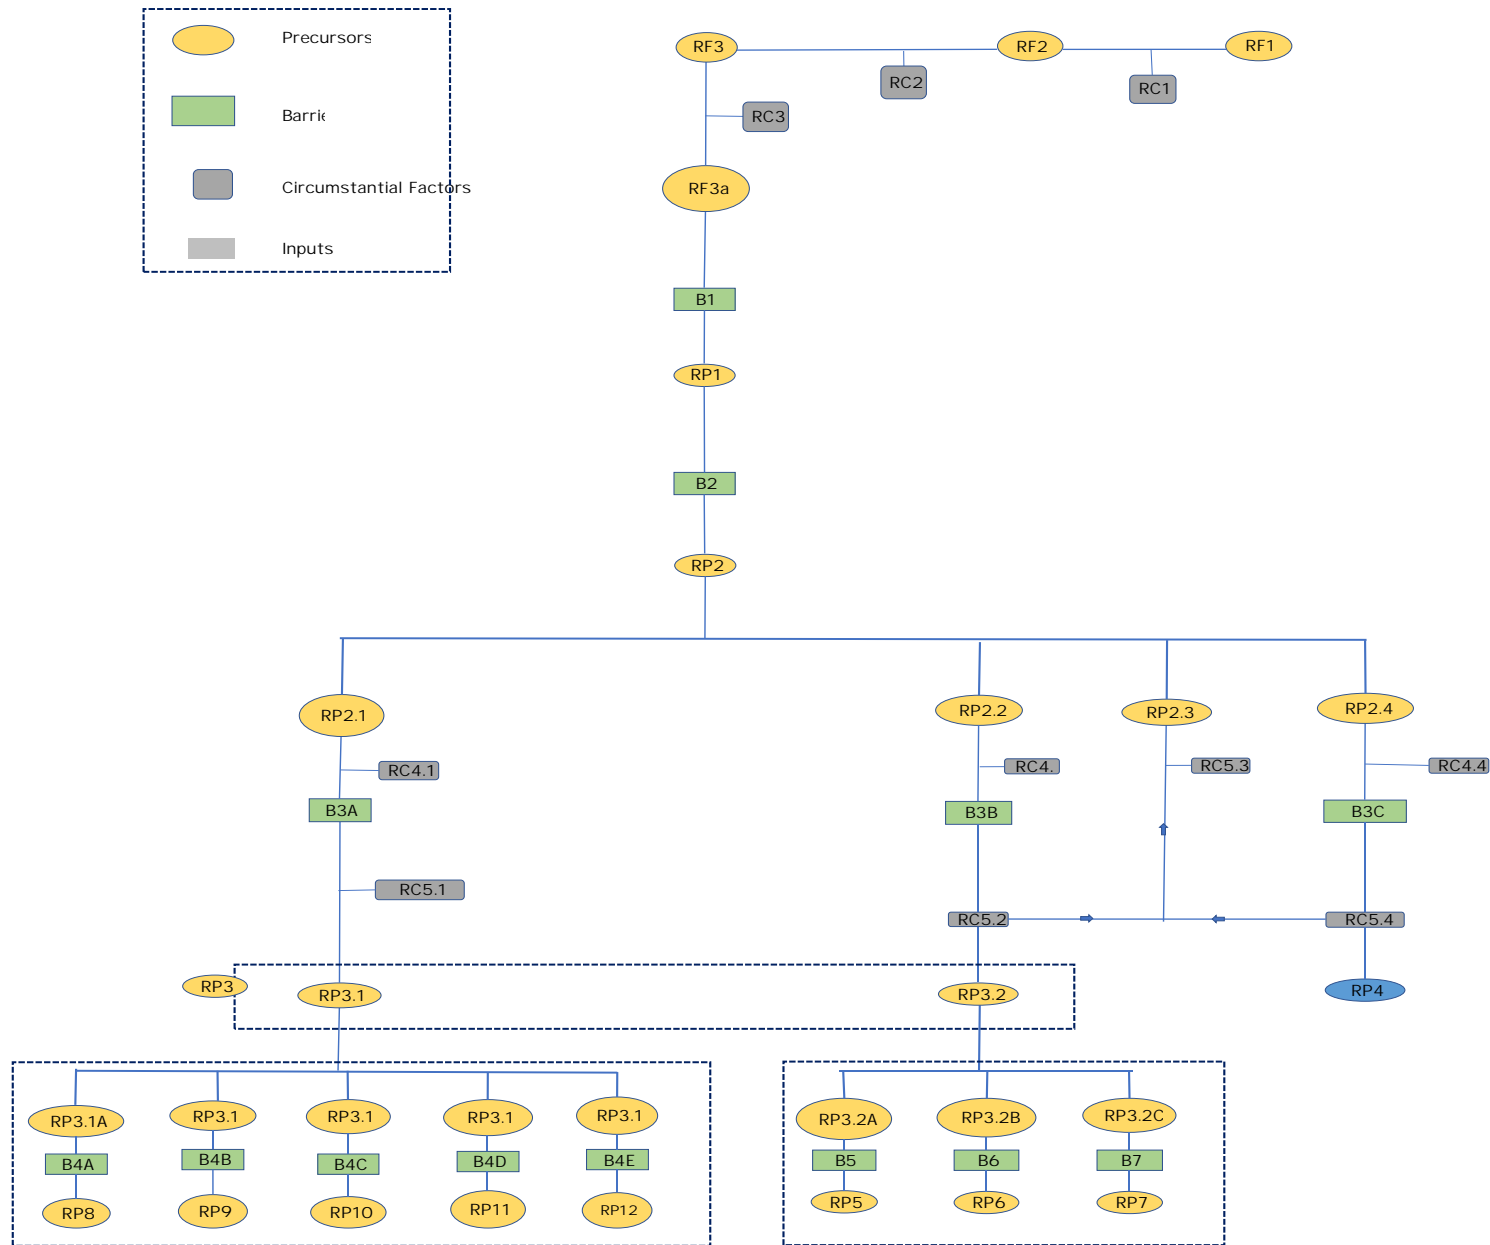 Precursors
Barrie
Circumstantial Factors
Inputs
RF3
RF2
RF1
RC2
RC1
RC3
RF3a
B1
RP1
B2
RP2
RP2.1
RP2.2
RP2.3
RP2.4
RC4.1
RC4.
RC5.3
RC4.4
B3A
B3B
B3C
RC5.1
RC5.2
RC5.4
RP3
RP3.1
RP3.2
RP4
RP3.1A
RP3.1
RP3.1
RP3.1
RP3.1
RP3.2A
RP3.2B
RP3.2C
B4A
B4B
B4C
B4D
B4E
B5
B6
B7
RP8
RP9
RP10
RP11
RP12
RP5
RP6
RP7